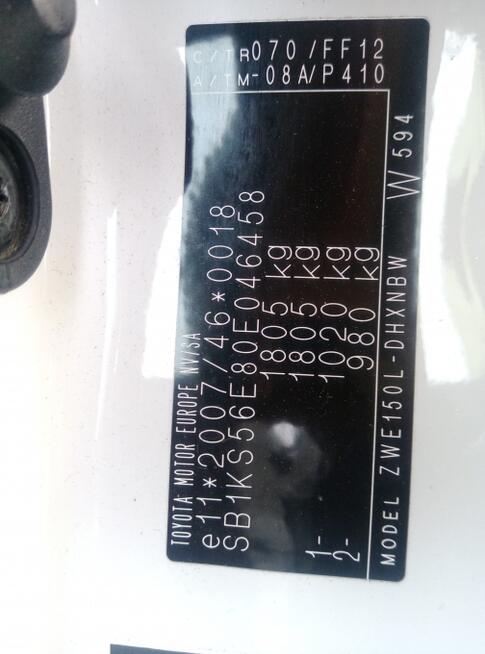 TOYOTA MOTOR EUROPE NV/SA
e11*2007/46*0018
SB1KS56E80E046458
1805 kg
1805 kg
1- 1020 kg
2- 980 kg
MODEL ZWE150L-DHXNBW W 594
C/TR070/FF12
A/TM-08A/P410